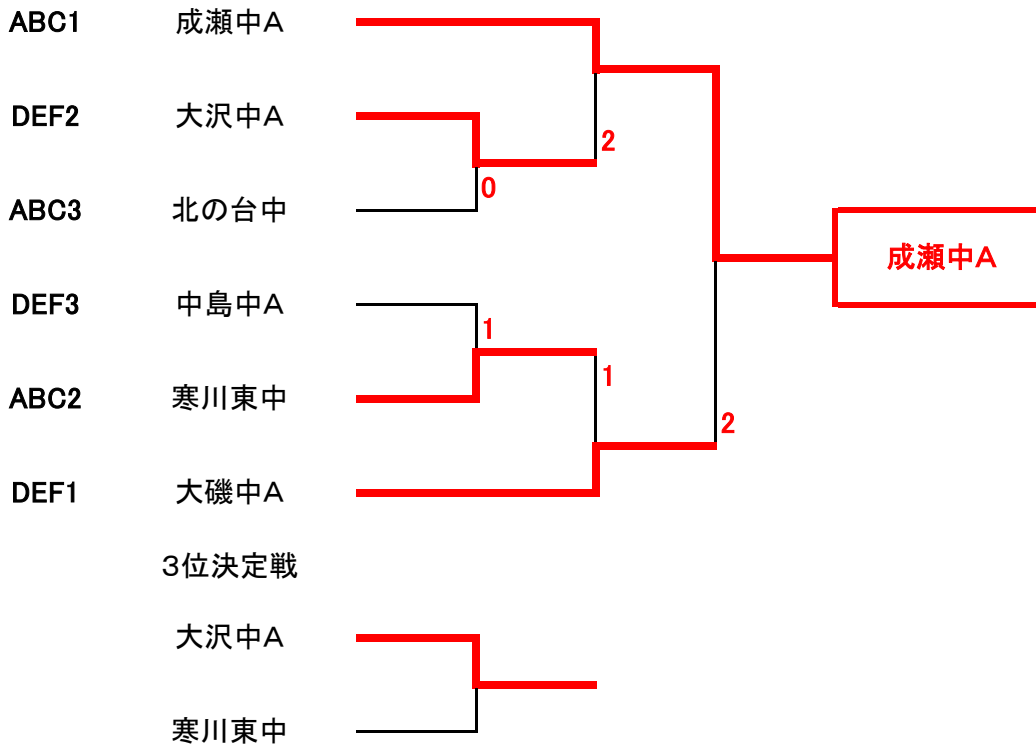 ABC1 成瀬中A
DEF2 大沢中A
2
0
ABC3 北の台中
成瀬中A
DEF3 中島中A
1
1
ABC2 寒川東中
2
DEF1 大磯中A
3位決定戦
大沢中A
寒川東中